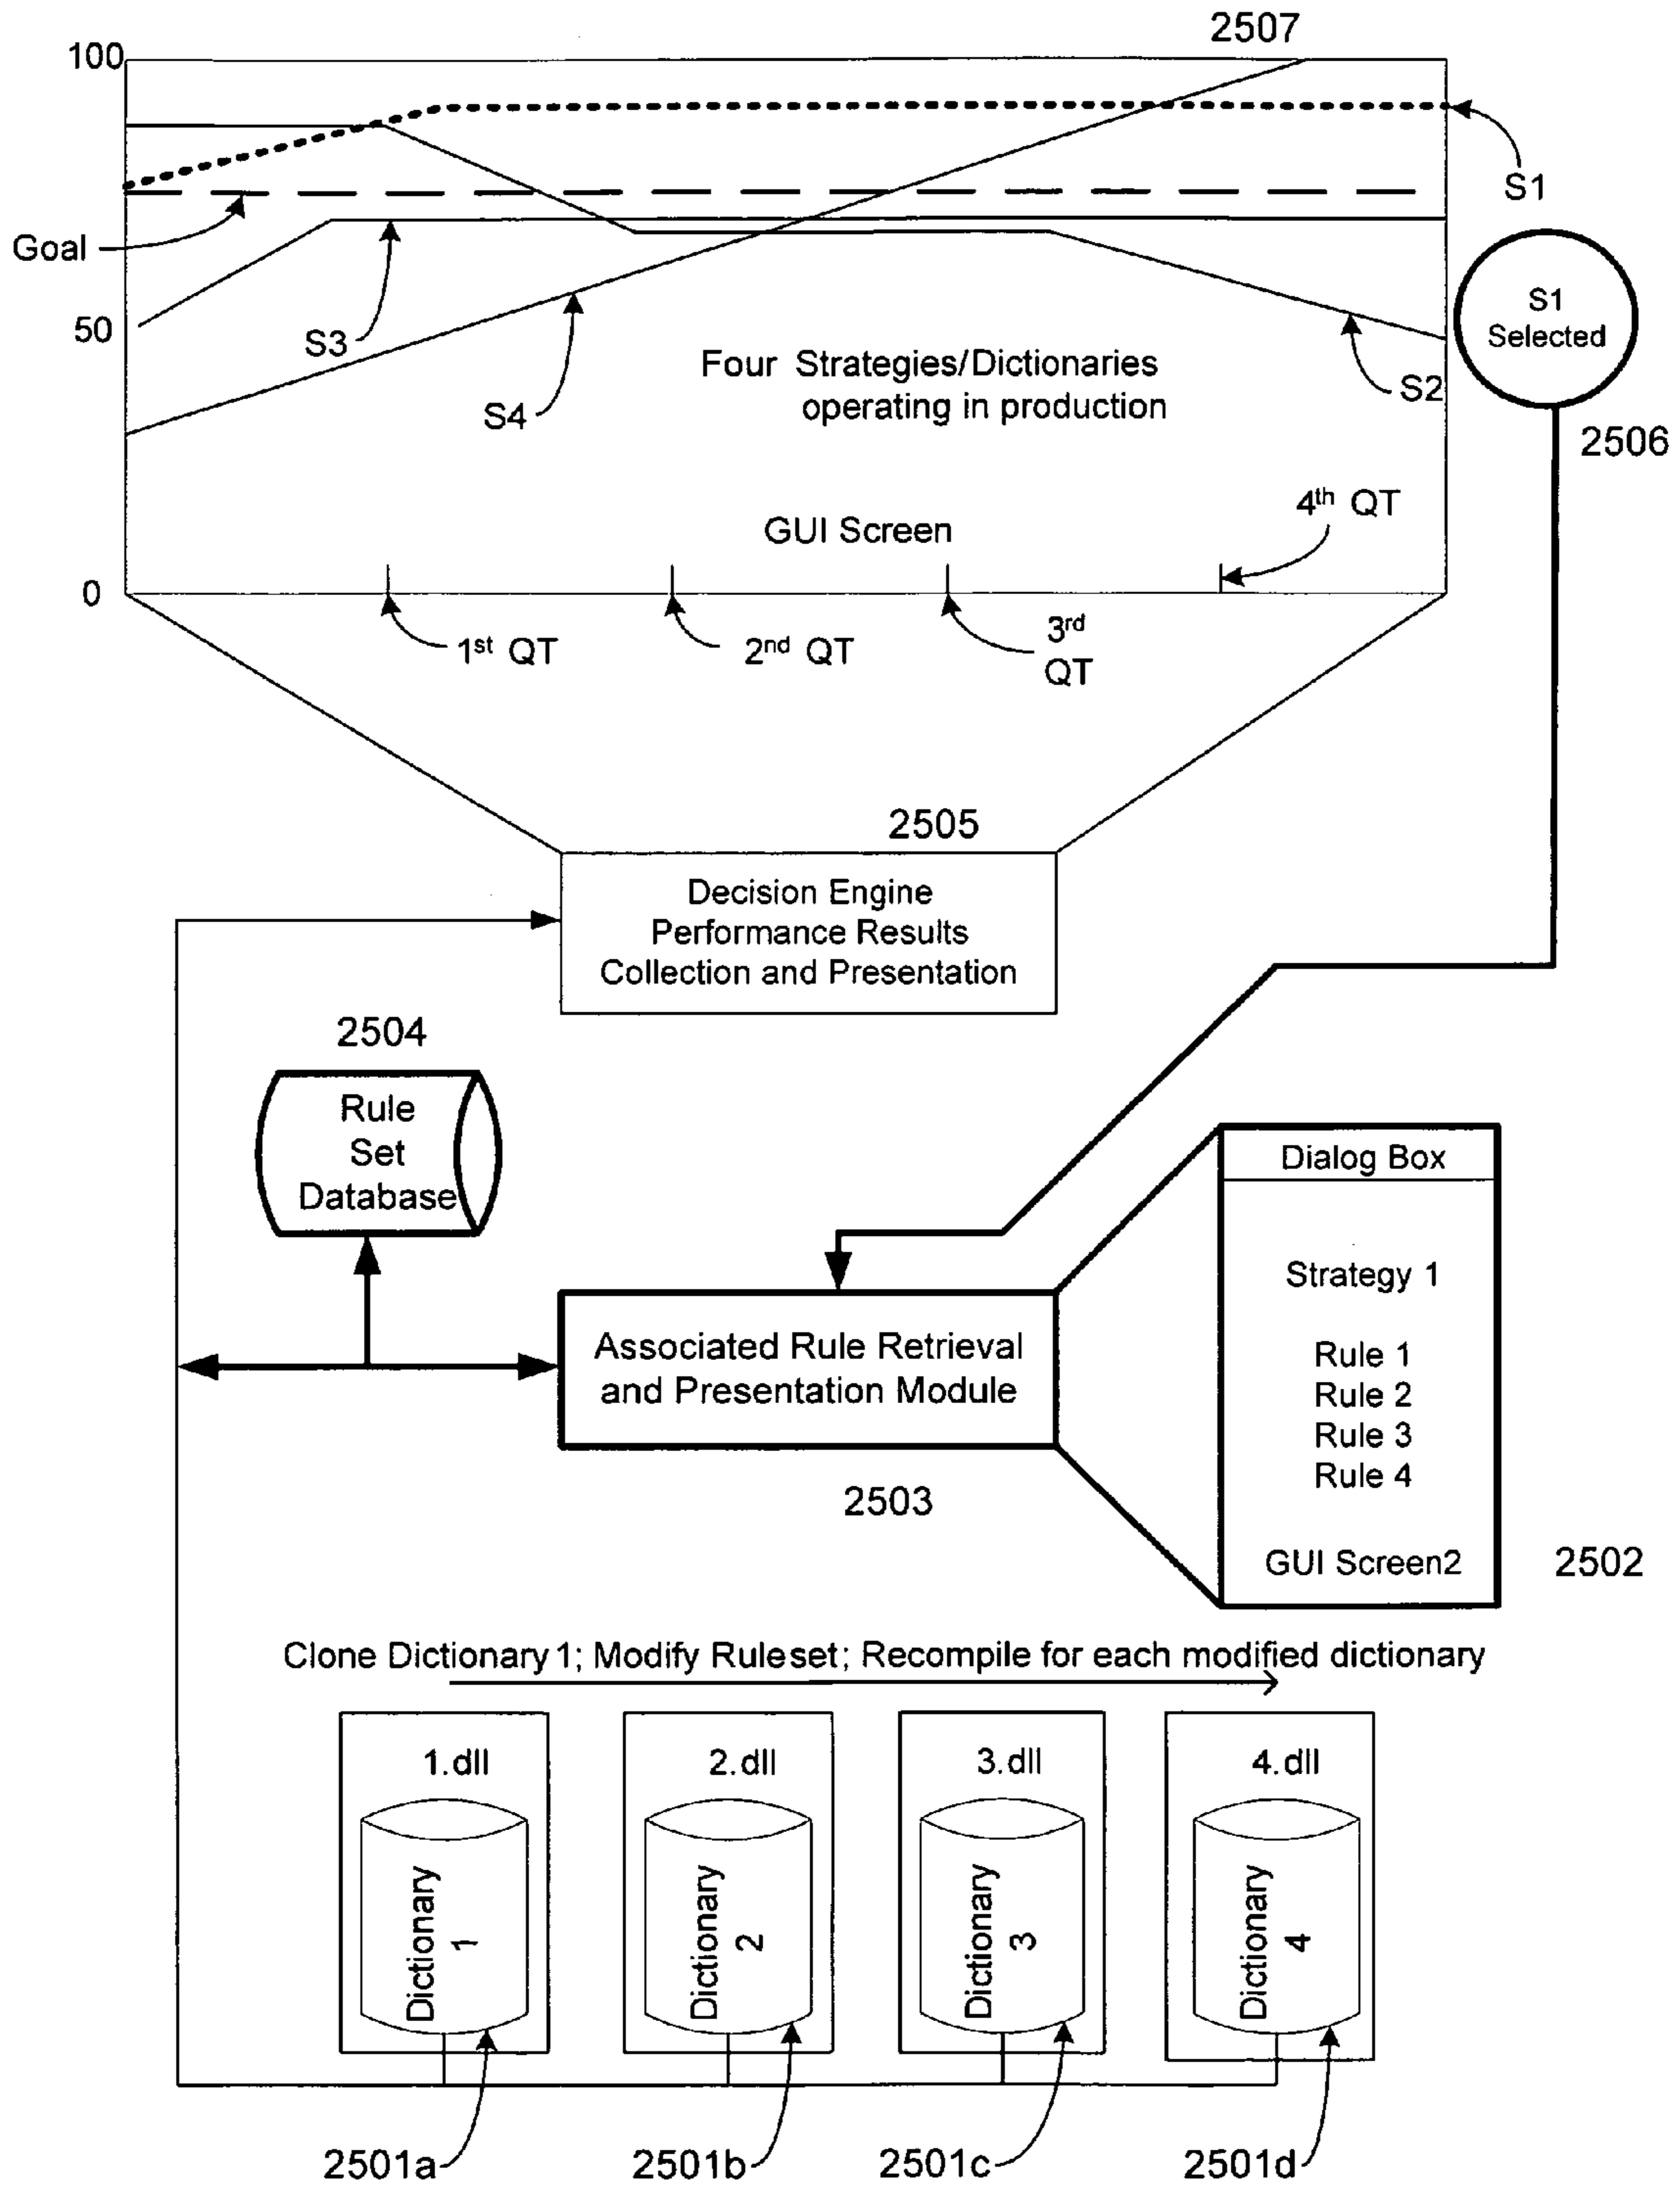 2507
100
S1
Goal
S1
Selected
50
S3
Four Strategies/Dictionaries
operating in production
S2
S4
2506
4th QT
GUI Screen
0
1st QT
2nd QT
3rd
QT
2505
Decision Engine
Performance Results
Collection and Presentation
2504
Rule
Set
Database
Dialog Box
Strategy 1
Associated Rule Retrieval
and Presentation Module
Rule 1
Rule 2
Rule 3
Rule 4
2503
GUI Screen2
2502
Clone Dictionary 1; Modify Ruleset; Recompile for each modified dictionary
1.dll
2.dll
3.dll
4.dll
Dictionary
1
Dictionary
2
Dictionary
3
Dictionary
4
2501a
2501b
2501c
2501d